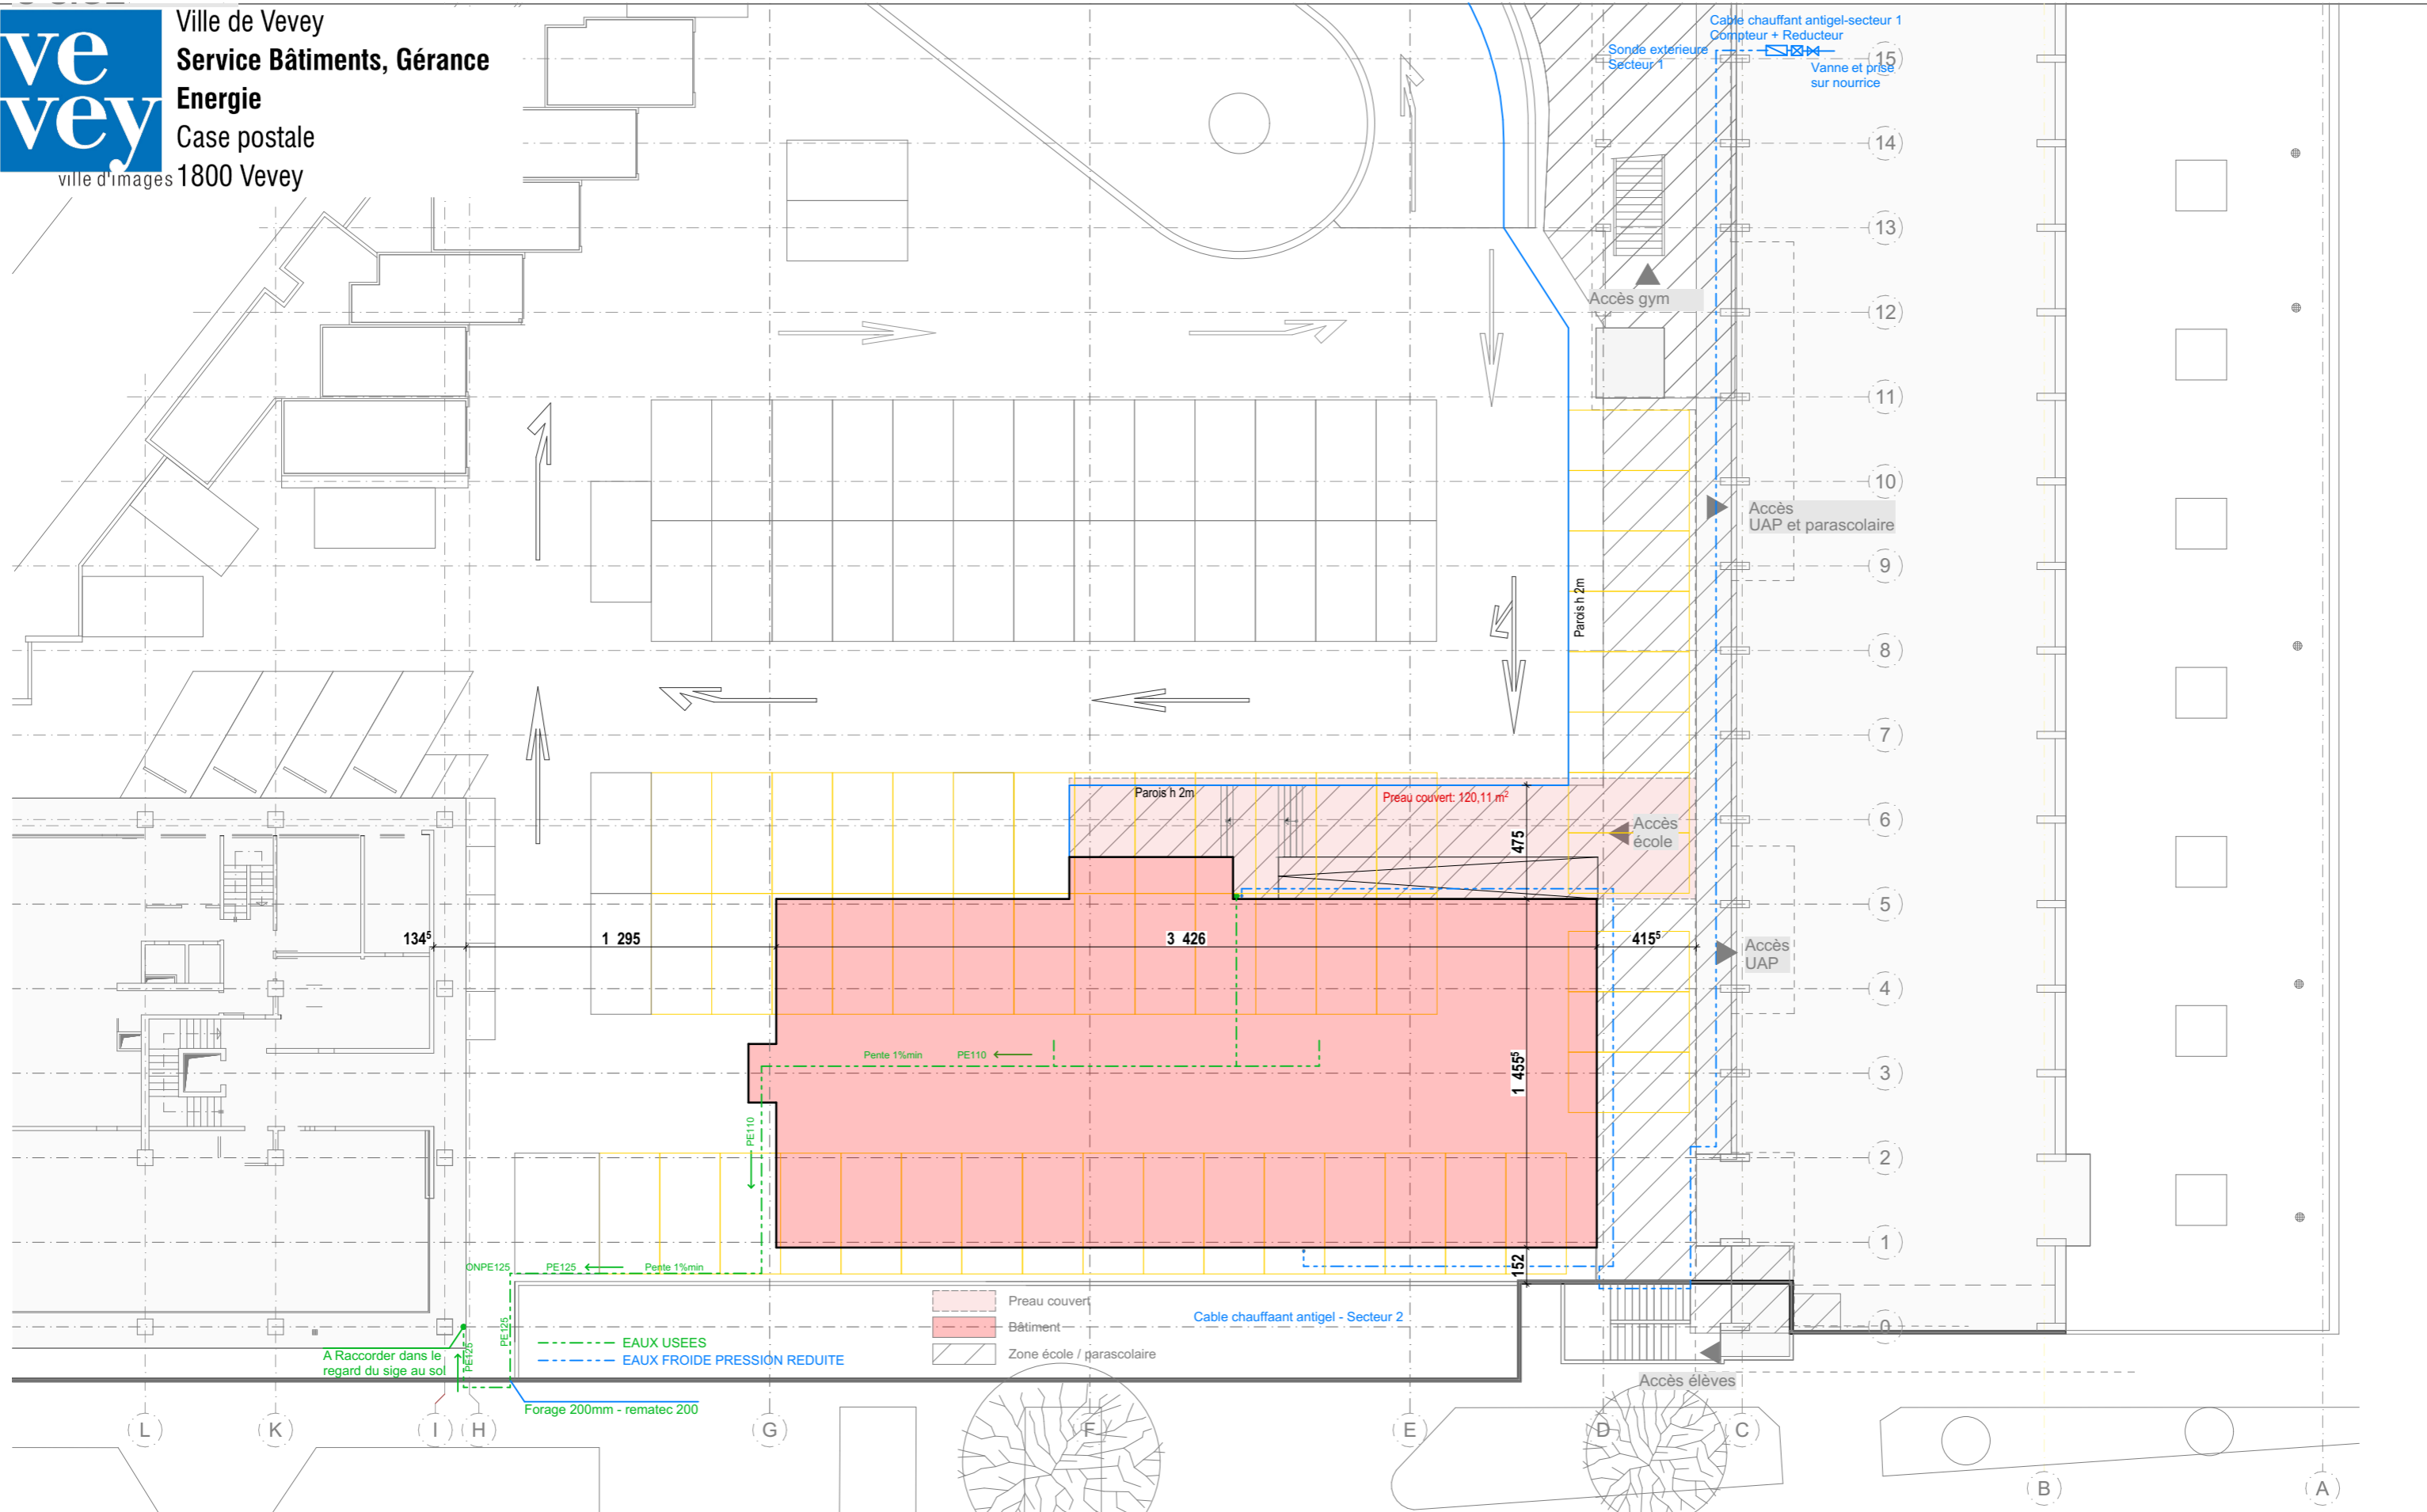 ve
vey
ville d'images
Ville de Vevey
Service Bâtiments, Gérance
Energie
Case postale
1800 Vevey
Cable chauffant antigel-secteur 1
Compteur + Reducteur
Sonde exterieure
Secteur 1
Vanne et prise
sur nourrice
15
14
13
Accès gym
12
11
10
Accès
UAP et parascolaire
9
Parois h 2m
8
7
Parois h 2m
Preau couvert: 120,11 m²
6
Accès
école
475
5
134⁵
1 295
3 426
415⁵
Accès
UAP
4
Pente 1%min
PE110
1 455⁵
3
PE110
2
1
152
ONPE125
PE125
Pente 1%min
PE125
PE125
Preau couvert
Bâtiment
Zone école / parascolaire
Cable chauffaant antigel - Secteur 2
0
EAUX USEES
EAUX FROIDE PRESSION REDUITE
A Raccorder dans le
regard du sige au sol
Forage 200mm - rematec 200
Accès élèves
L
K
I
H
G
F
E
D
C
B
A